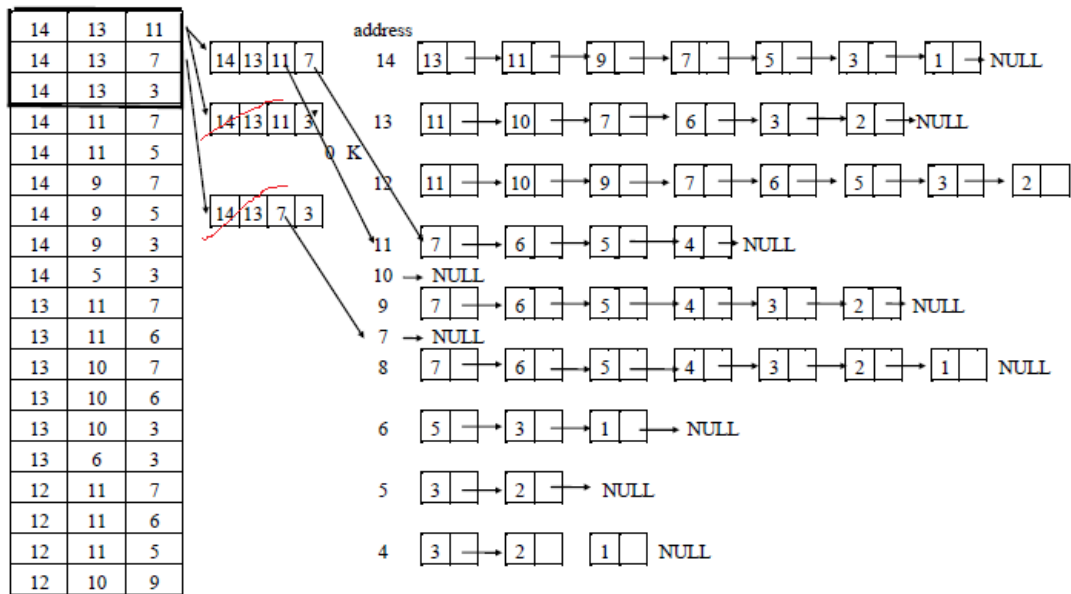 14 13 11
14 13 7
14 13 3
14 11 7
14 11 5
14 9 7
14 9 5
14 9 3
14 5 3
13 11 7
13 11 6
13 10 7
13 10 6
13 10 3
13 6 3
12 11 7
12 11 6
12 11 5
12 10 9
14 13 11 7
14 13 11 3
0 K
14 13 7 3
address
14 13 11 9 7 5 3 1 NULL
13 11 10 7 6 3 2 NULL
12 11 10 9 7 6 5 3 2
11 7 6 5 4 NULL
10 NULL
9 7 6 5 4 3 2 NULL
7 NULL
8 7 6 5 4 3 2 1 NULL
6 5 3 1 NULL
5 3 2 NULL
4 3 2 1 NULL